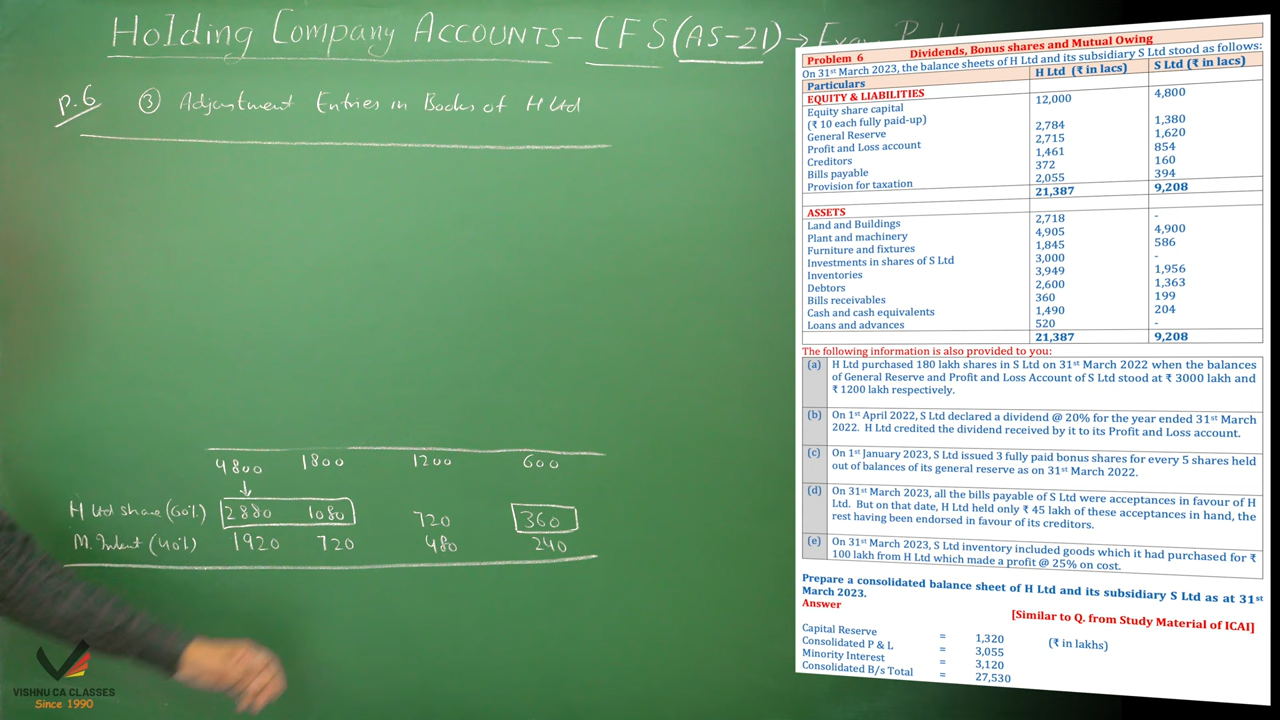 Holding Company Accounts - CFS (AS-21) →
P.6 ③ Adjustment Entries in Books of H Ltd
4800 1800 1200 600
H Ltd share (60%) 2880 1080 720 360
M. Interest (40%) 1920 720 480 240
VISHNU CA CLASSES
Since 1990
Problem 6 Dividends, Bonus shares and Mutual Owing
On 31st March 2023, the balance sheets of H Ltd and its subsidiary S Ltd stood as follows:
Particulars H Ltd (₹ in lacs) S Ltd (₹ in lacs)
EQUITY & LIABILITIES
Equity share capital 12,000 4,800
(₹ 10 each fully paid-up)
General Reserve 2,784 1,380
Profit and Loss account 2,715 1,620
Creditors 1,461 854
Bills payable 372 160
Provision for taxation 2,055 394
21,387 9,208
ASSETS
Land and Buildings 2,718 -
Plant and machinery 4,905 4,900
Furniture and fixtures 1,845 586
Investments in shares of S Ltd 3,000 -
Inventories 3,949 1,956
Debtors 2,600 1,363
Bills receivables 360 199
Cash and cash equivalents 1,490 204
Loans and advances 520 -
21,387 9,208
The following information is also provided to you:
(a) H Ltd purchased 180 lakh shares in S Ltd on 31st March 2022 when the balances
of General Reserve and Profit and Loss Account of S Ltd stood at ₹ 3000 lakh and
₹ 1200 lakh respectively.
(b) On 1st April 2022, S Ltd declared a dividend @ 20% for the year ended 31st March
2022. H Ltd credited the dividend received by it to its Profit and Loss account.
(c) On 1st January 2023, S Ltd issued 3 fully paid bonus shares for every 5 shares held
out of balances of its general reserve as on 31st March 2022.
(d) On 31st March 2023, all the bills payable of S Ltd were acceptances in favour of H
Ltd. But on that date, H Ltd held only ₹ 45 lakh of these acceptances in hand, the
rest having been endorsed in favour of its creditors.
(e) On 31st March 2023, S Ltd inventory included goods which it had purchased for ₹
100 lakh from H Ltd which made a profit @ 25% on cost.
Prepare a consolidated balance sheet of H Ltd and its subsidiary S Ltd as at 31st
March 2023.
Answer
[Similar to Q. from Study Material of ICAI]
Capital Reserve = 1,320 (₹ in lakhs)
Consolidated P & L = 3,055
Minority Interest = 3,120
Consolidated B/s Total = 27,530